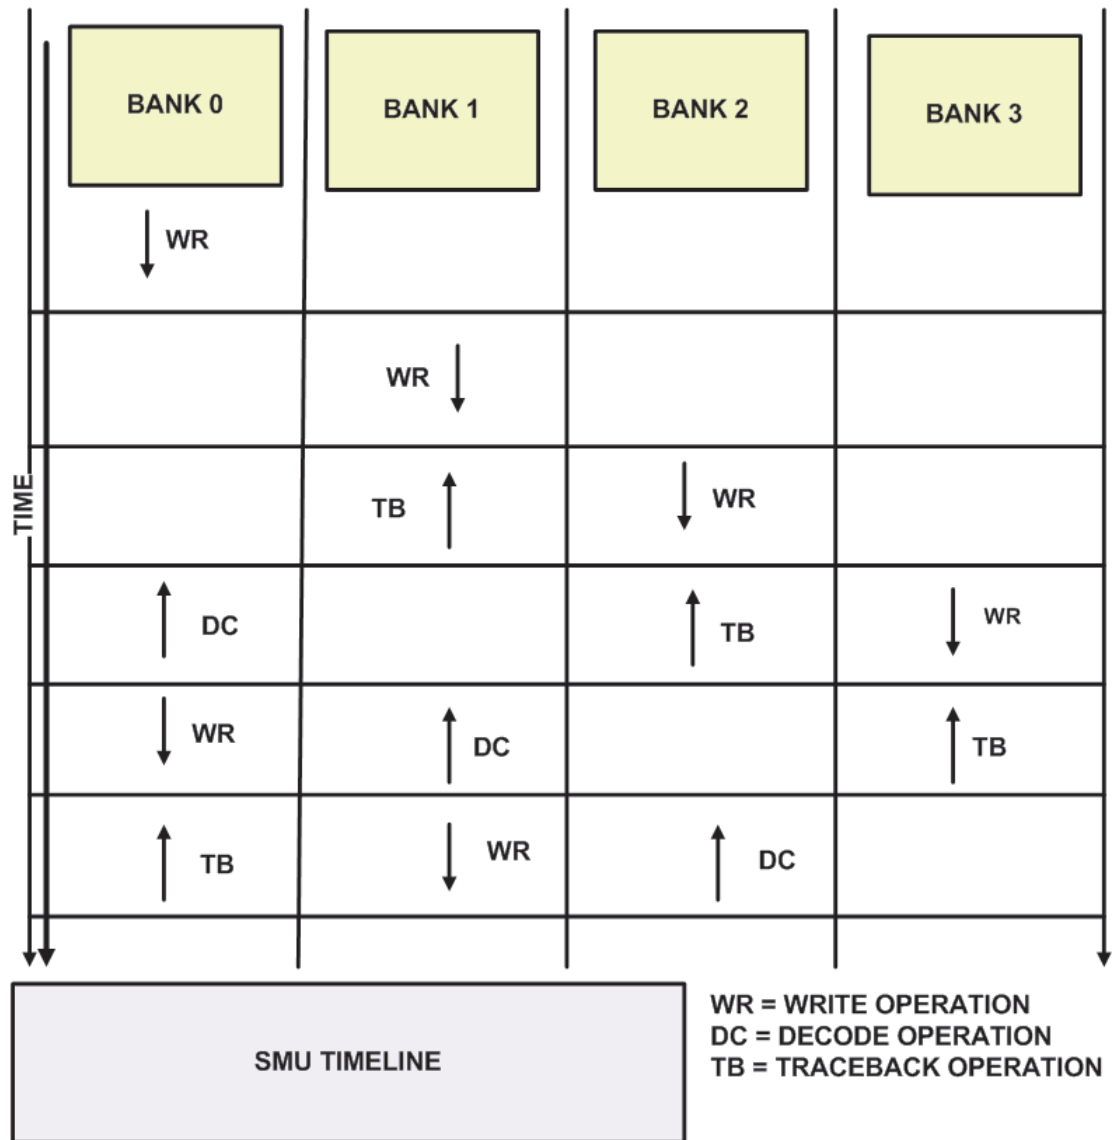 BANK 0
BANK 1
BANK 2
BANK 3
WR
WR
TIME
TB
WR
DC
TB
WR
WR
DC
TB
TB
WR
DC
SMU TIMELINE
WR = WRITE OPERATION
DC = DECODE OPERATION
TB = TRACEBACK OPERATION